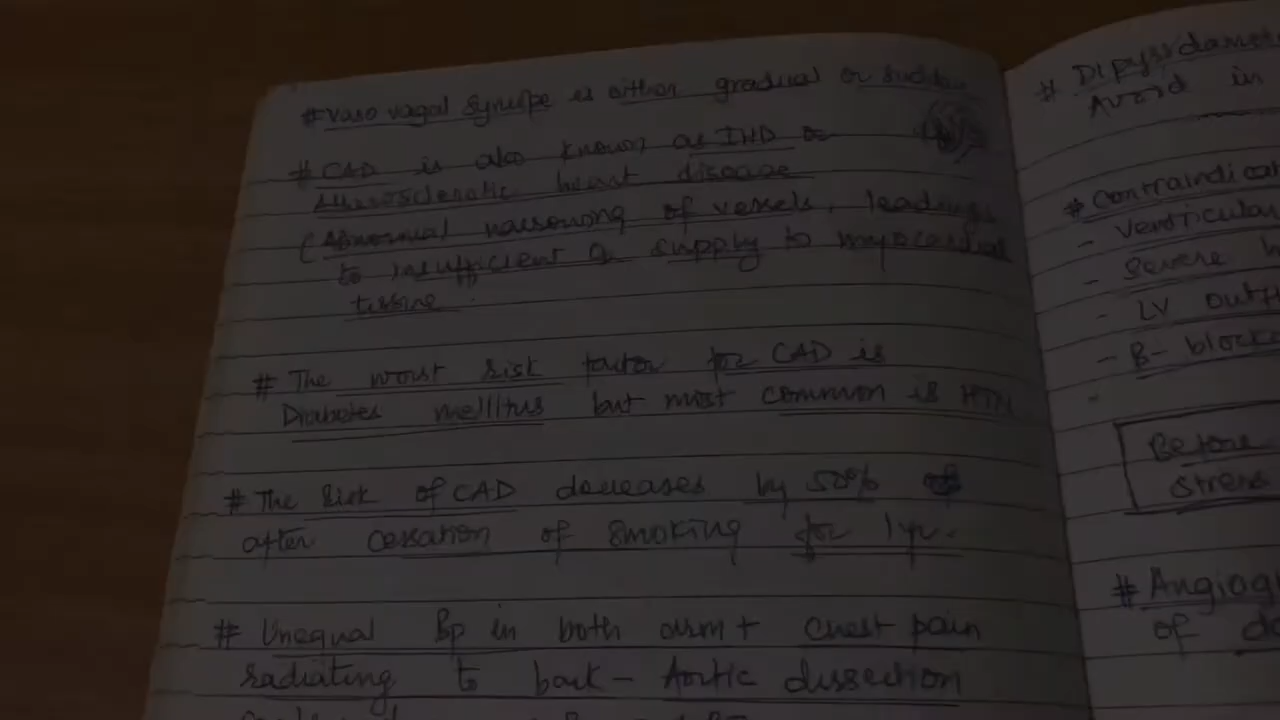 # Vaso vagal syncope is either gradual or sudden
# CAD is also known as IHD or
Atherosclerotic heart disease
(Abnormal narrowing of vessels, leading
to insufficient O2 supply to myocardial
tissue
# The worst risk factor for CAD is
Diabetes mellitus but most common is HTN
# The Risk of CAD decreases by 50%
after cessation of smoking for 1yr.
# Unequal Bp in both arm + chest pain
radiating to back - Aortic dissection
# Dipyridamole
Avoid in
# Contraindicat
- Ventricular
- Severe
- LV outf
- B-blocke
Before
stress
# Angiog
of